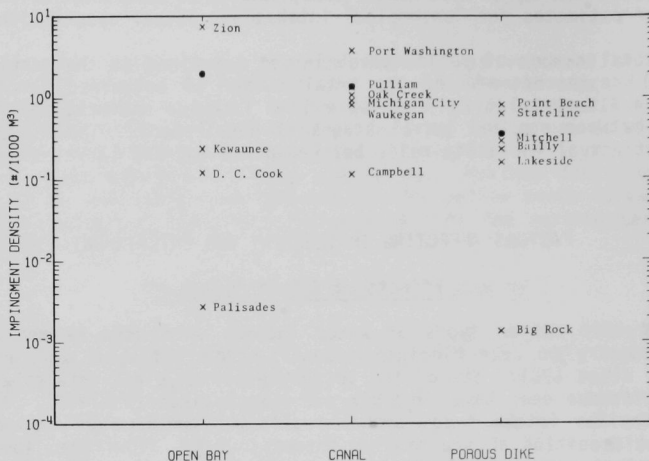 IMPINGMENT DENSITY (#/1000 M³)
10¹
10⁰
10⁻¹
10⁻²
10⁻³
10⁻⁴
Zion
Kewaunee
D. C. Cook
Palisades
Port Washington
Pulliam
Oak Creek
Michigan City
Waukegan
Campbell
Point Beach
Stateline
Mitchell
Bailly
Lakeside
Big Rock
OPEN BAY
CANAL
POROUS DIKE